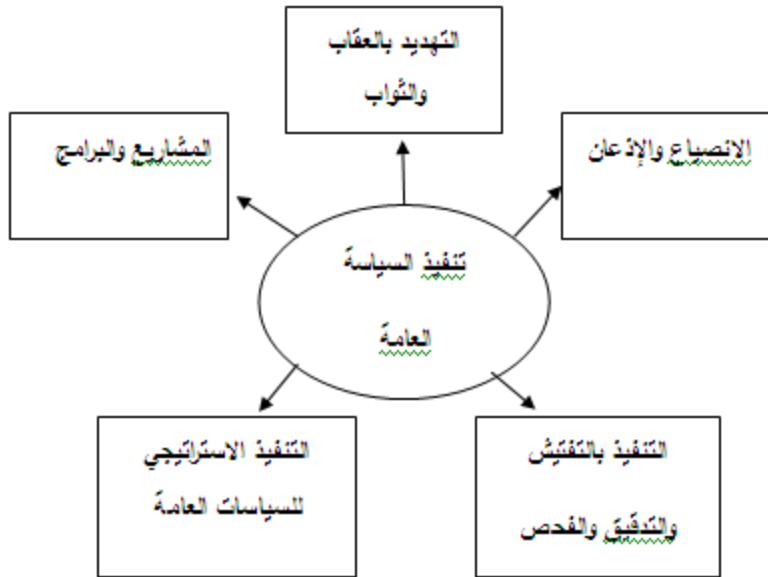 التهديد بالعقاب
والثواب
الانصياع والإذعان
المشاريع والبرامج
تنفيذ السياسة
العامة
التنفيذ بالتفتيش
والتدقيق والفحص
التنفيذ الاستراتيجي
للسياسات العامة